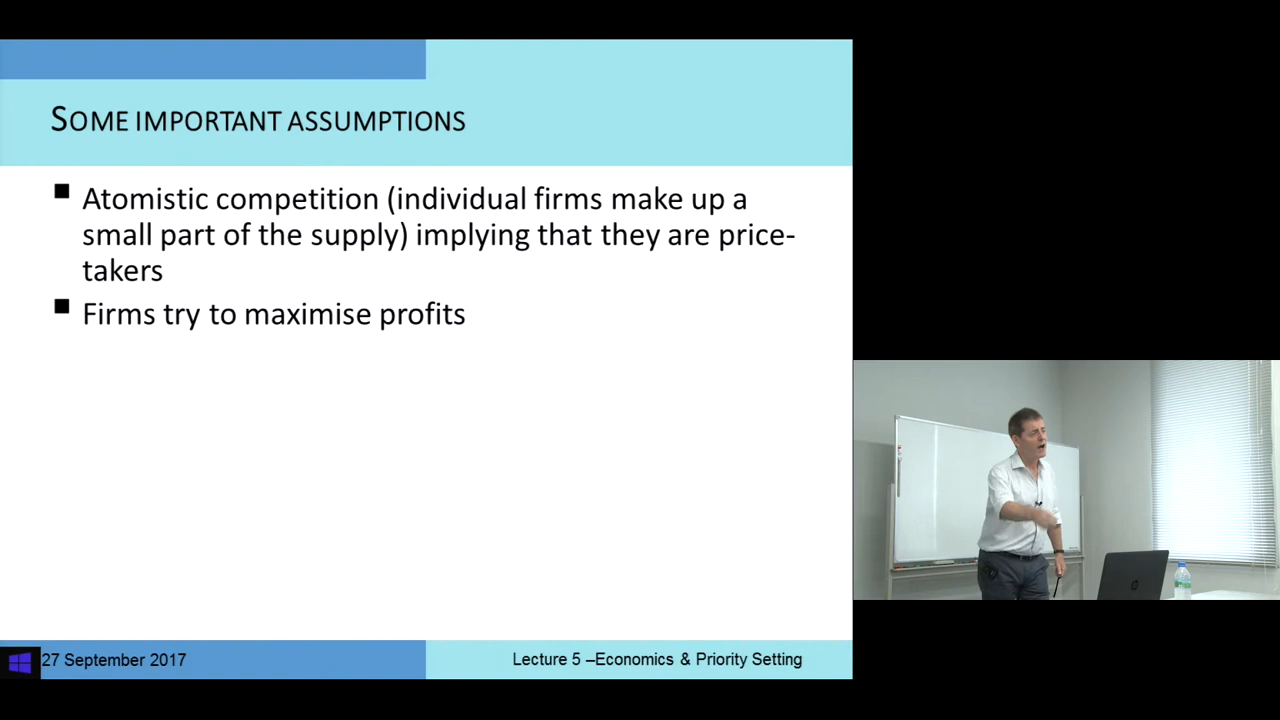 SOME IMPORTANT ASSUMPTIONS
Atomistic competition (individual firms make up a
small part of the supply) implying that they are price-
takers
Firms try to maximise profits
27 September 2017
Lecture 5 –Economics & Priority Setting